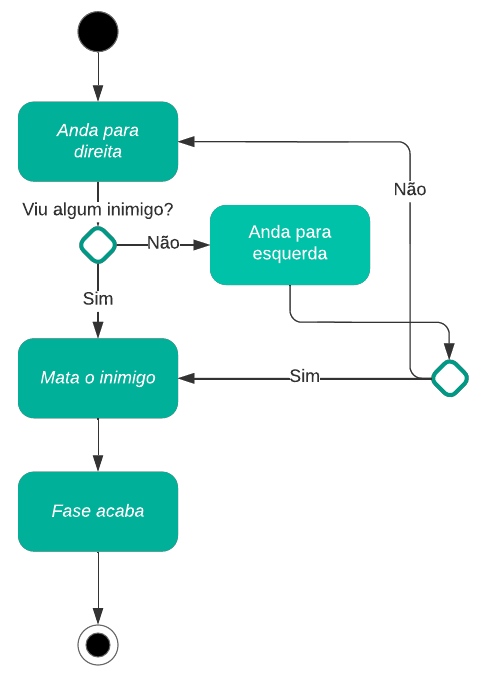 Anda para
direita
Não
Viu algum inimigo?
Não
Anda para
esquerda
Sim
Mata o inimigo
Sim
Fase acaba